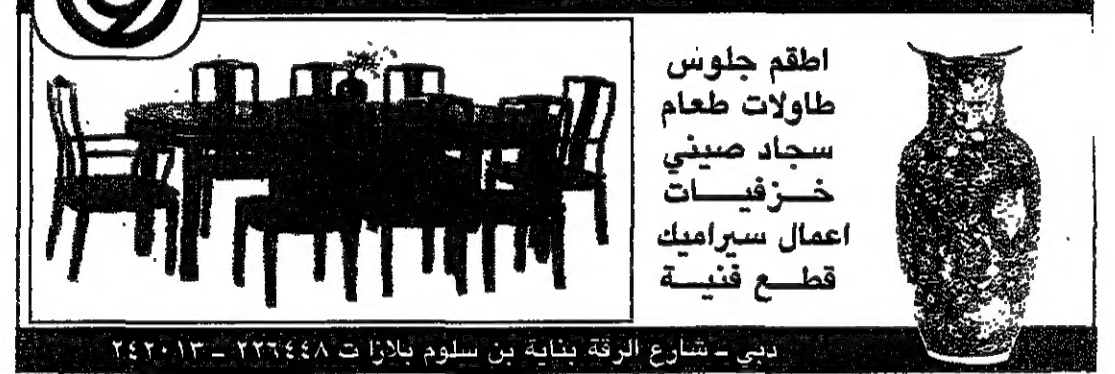 اطقم جلوس
طاولات طعام
سجاد صيني
خـــزفيـــــات
اعمال سيراميك
قطـــع فنيـــة
دبي ـ شارع الرقة بناية بن سلوم بلازا ت ٢٢٦٤٤٨ ـ ٢٤٢٠١٣